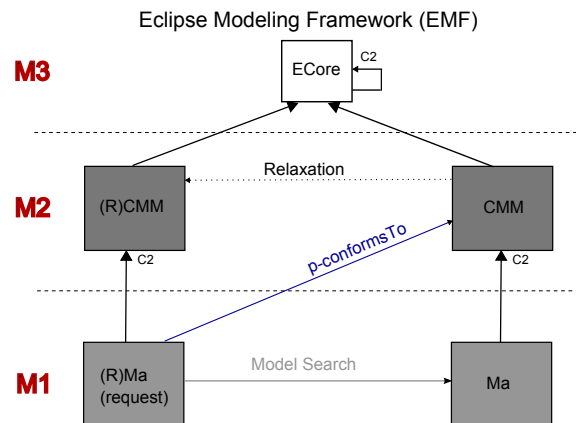 Eclipse Modeling Framework (EMF)
M3
ECore
C2
Relaxation
M2
(R)CMM
CMM
p-conformsTo
C2
C2
M1
(R)Ma
(request)
Model Search
Ma